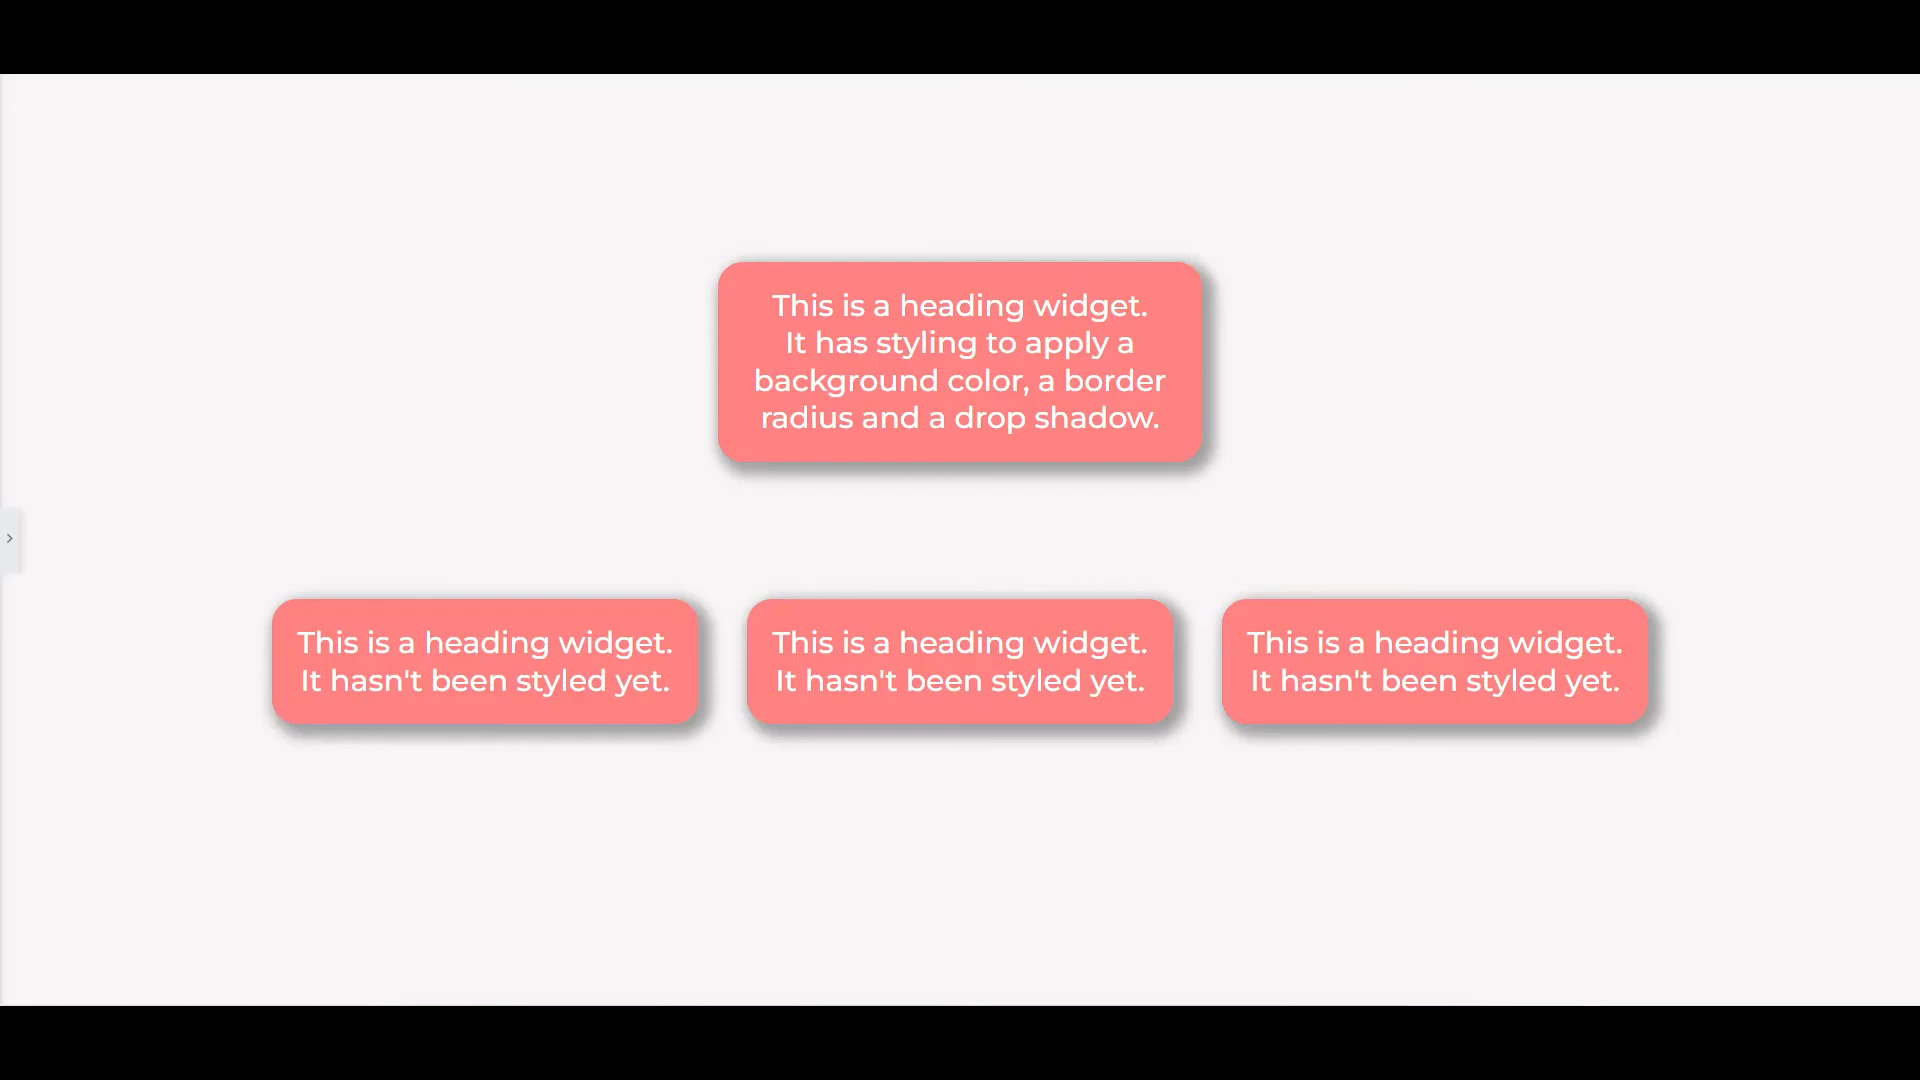 This is a heading widget.
It has styling to apply a
background color, a border
radius and a drop shadow.
This is a heading widget.
It hasn't been styled yet.
This is a heading widget.
It hasn't been styled yet.
This is a heading widget.
It hasn't been styled yet.